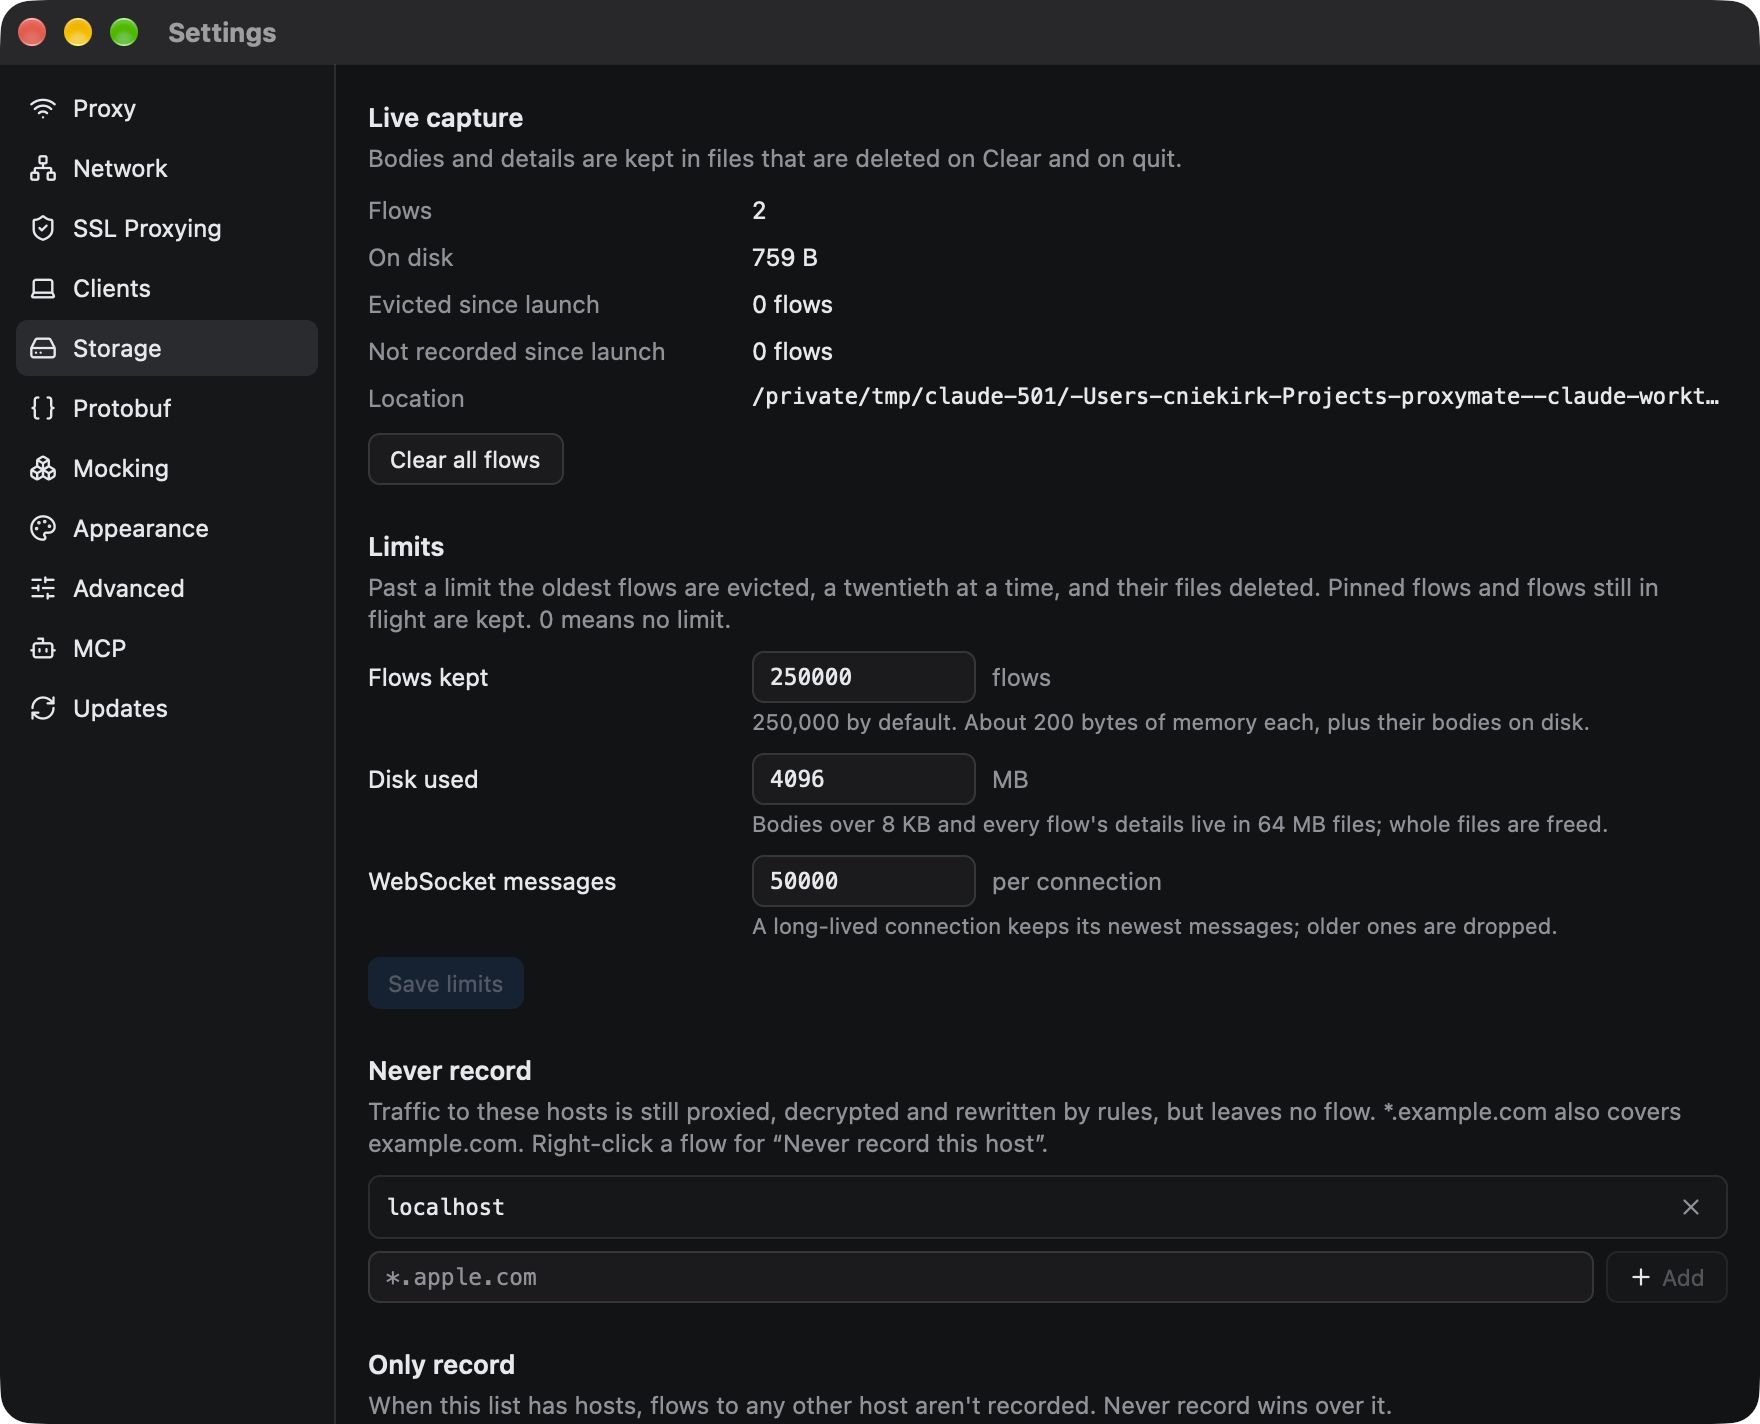 Settings
Proxy
Network
SSL Proxying
Clients
Storage
Protobuf
Mocking
Appearance
Advanced
MCP
Updates
Live capture
Bodies and details are kept in files that are deleted on Clear and on quit.
Flows 2
On disk 759 B
Evicted since launch 0 flows
Not recorded since launch 0 flows
Location /private/tmp/claude-501/-Users-cniekirk-Projects-proxymate--claude-workt…
Clear all flows
Limits
Past a limit the oldest flows are evicted, a twentieth at a time, and their files deleted. Pinned flows and flows still in
flight are kept. 0 means no limit.
Flows kept 250000 flows
250,000 by default. About 200 bytes of memory each, plus their bodies on disk.
Disk used 4096 MB
Bodies over 8 KB and every flow's details live in 64 MB files; whole files are freed.
WebSocket messages 50000 per connection
A long-lived connection keeps its newest messages; older ones are dropped.
Save limits
Never record
Traffic to these hosts is still proxied, decrypted and rewritten by rules, but leaves no flow. *.example.com also covers
example.com. Right-click a flow for “Never record this host”.
localhost
*.apple.com
+ Add
Only record
When this list has hosts, flows to any other host aren't recorded. Never record wins over it.